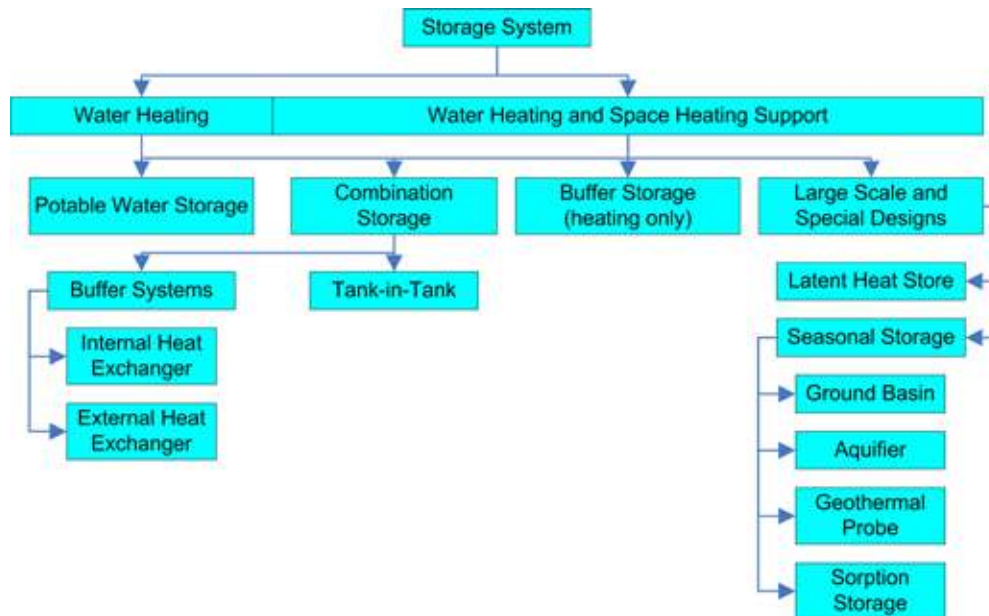 Storage System
Water Heating
Water Heating and Space Heating Support
Potable Water Storage
Combination
Storage
Buffer Storage
(heating only)
Large Scale and
Special Designs
Buffer Systems
Tank-in-Tank
Latent Heat Store
Internal Heat
Exchanger
Seasonal Storage
External Heat
Exchanger
Ground Basin
Aquifier
Geothermal
Probe
Sorption
Storage